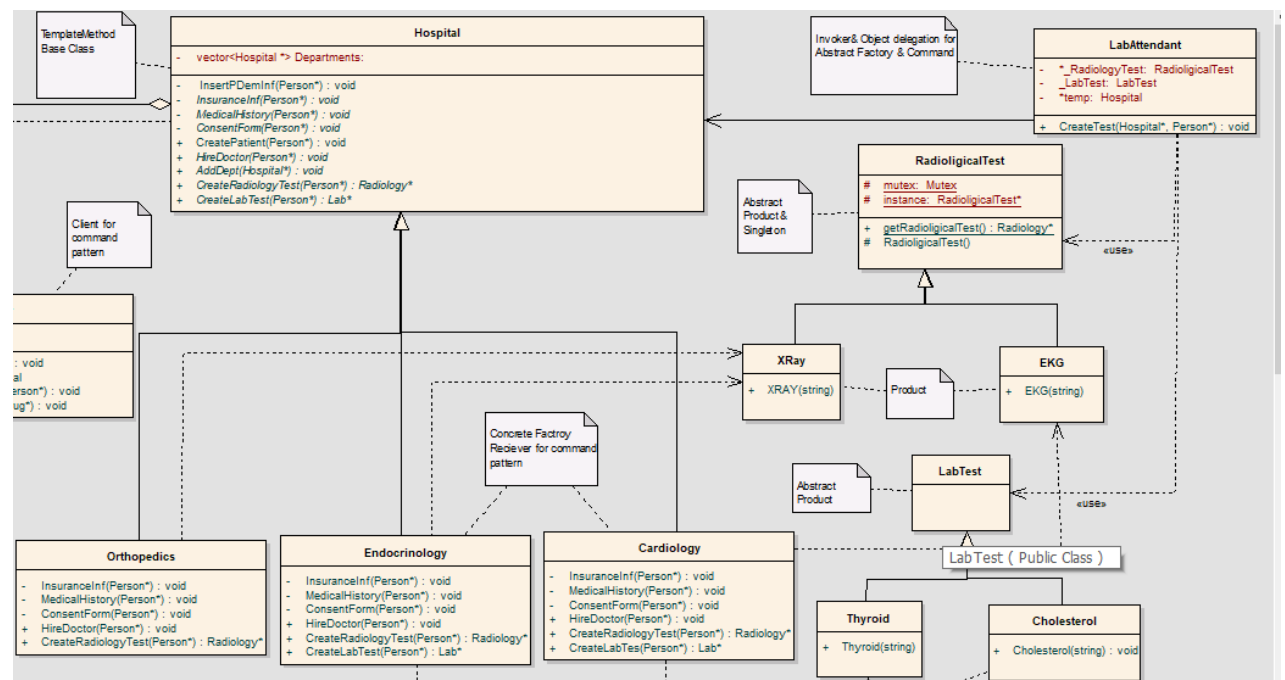 TemplateMethod
Base Class
Hospital
- vector<Hospital *> Departments:
- InsertPDemInf(Person*) : void
- InsuranceInf(Person*) : void
- MedicalHistory(Person*) : void
- ConsentForm(Person*) : void
+ CreatePatient(Person*) : void
+ HireDoctor(Person*) : void
+ AddDept(Hospital*) : void
+ CreateRadiologyTest(Person*) : Radiology*
+ CreateLabTest(Person*) : Lab*
Invoker& Object delegation for
Abstract Factory & Command
LabAttendant
- *_RadiologyTest: RadioligicalTest
- _LabTest: LabTest
- *temp: Hospital
+ CreateTest(Hospital*, Person*) : void
RadioligicalTest
# mutex: Mutex
# instance: RadioligicalTest*
+ getRadioligicalTest() : Radiology*
# RadioligicalTest()
Abstract
Product &
Singleton
«use»
Client for
command
pattern
: void
al
erson*) : void
ug*) : void
XRay
+ XRAY(string)
Product
EKG
+ EKG(string)
Concrete Factroy
Reciever for command
pattern
Abstract
Product
LabTest
«use»
LabTest ( Public Class )
Orthopedics
- InsuranceInf(Person*) : void
- MedicalHistory(Person*) : void
- ConsentForm(Person*) : void
+ HireDoctor(Person*) : void
+ CreateRadiologyTest(Person*) : Radiology*
Endocrinology
- InsuranceInf(Person*) : void
- MedicalHistory(Person*) : void
- ConsentForm(Person*) : void
+ HireDoctor(Person*) : void
+ CreateRadiologyTest(Person*) : Radiology*
+ CreateLabTest(Person*) : Lab*
Cardiology
- InsuranceInf(Person*) : void
- MedicalHistory(Person*) : void
- ConsentForm(Person*) : void
+ HireDoctor(Person*) : void
+ CreateRadiologyTest(Person*) : Radiology*
+ CreateLabTes(Person*) : Lab*
Thyroid
+ Thyroid(string)
Cholesterol
+ Cholesterol(string) : void